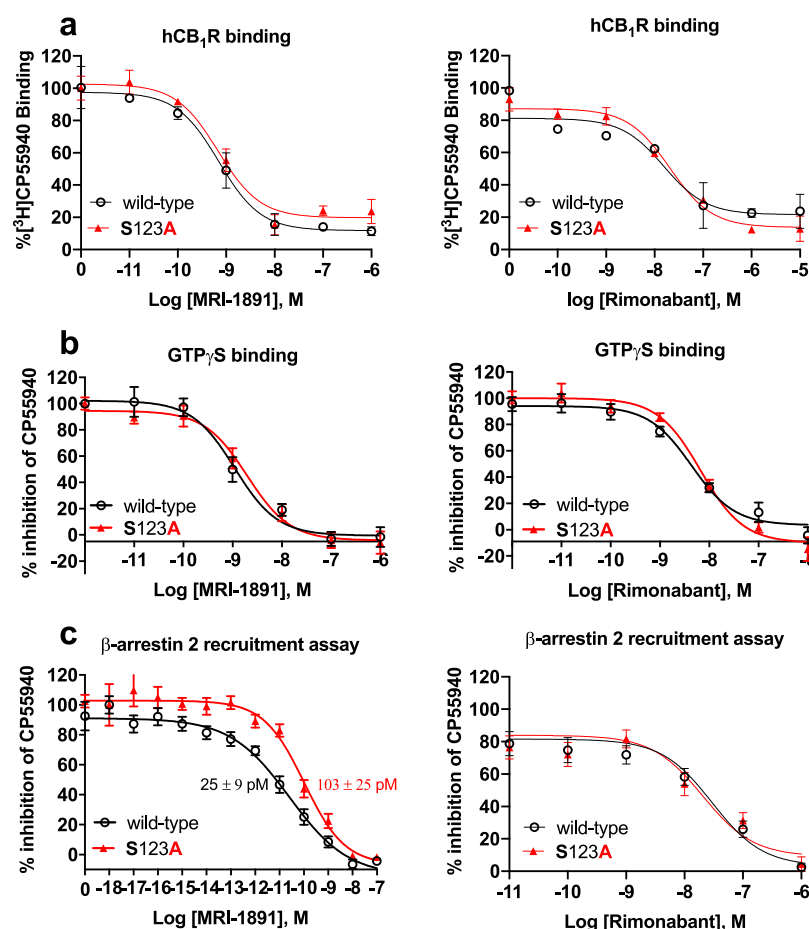 a
hCB₁R binding
%[³H]CP55940 Binding
120
100
80
60
40
20
0
wild-type
S123A
0 -11 -10 -9 -8 -7 -6
Log [MRI-1891], M
hCB₁R binding
%[³H]CP55940 Binding
120
100
80
60
40
20
0
wild-type
S123A
0 -10 -9 -8 -7 -6 -5
log [Rimonabant], M
b
GTPγS binding
% inhibition of CP55940
120
100
80
60
40
20
0
-20
wild-type
S123A
-11 -10 -9 -8 -7 -6
Log [MRI-1891], M
GTPγS binding
% inhibition of CP55940
120
100
80
60
40
20
0
-20
wild-type
S123A
-11 -10 -9 -8 -7 -6
log [Rimonabant], M
c
β-arrestin 2 recruitment assay
% inhibition of CP55940
120
100
80
60
40
20
0
25 ± 9 pM
103 ± 25 pM
wild-type
S123A
0 -18 -17 -16 -15 -14 -13 -12 -11 -10 -9 -8 -7
Log [MRI-1891], M
β-arrestin 2 recruitment assay
% inhibition of CP55940
120
100
80
60
40
20
0
wild-type
S123A
-11 -10 -9 -8 -7 -6
Log [Rimonabant], M